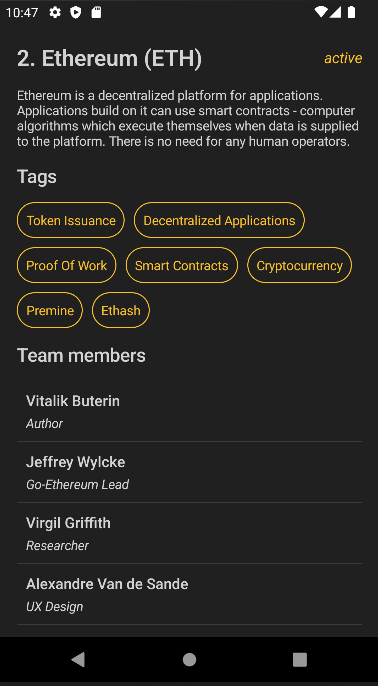 10:47
2. Ethereum (ETH) active
Ethereum is a decentralized platform for applications.
Applications build on it can use smart contracts - computer
algorithms which execute themselves when data is supplied
to the platform. There is no need for any human operators.
Tags
Token Issuance Decentralized Applications
Proof Of Work Smart Contracts Cryptocurrency
Premine Ethash
Team members
Vitalik Buterin
Author
Jeffrey Wylcke
Go-Ethereum Lead
Virgil Griffith
Researcher
Alexandre Van de Sande
UX Design